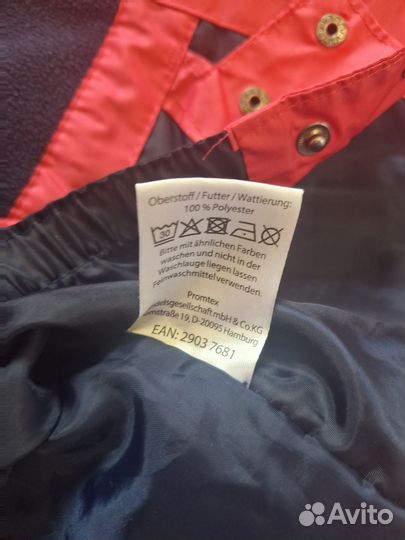 Oberstoff / Futter / Wattierung:
100 % Polyester
30
Bitte mit ähnlichen Farben
waschen und nicht in der
Waschlauge liegen lassen
Feinwaschmittel verwenden.
Promtex
mbH & Co.KG
19, D-20095 Hamburg
EAN: 2903 7681
Avito